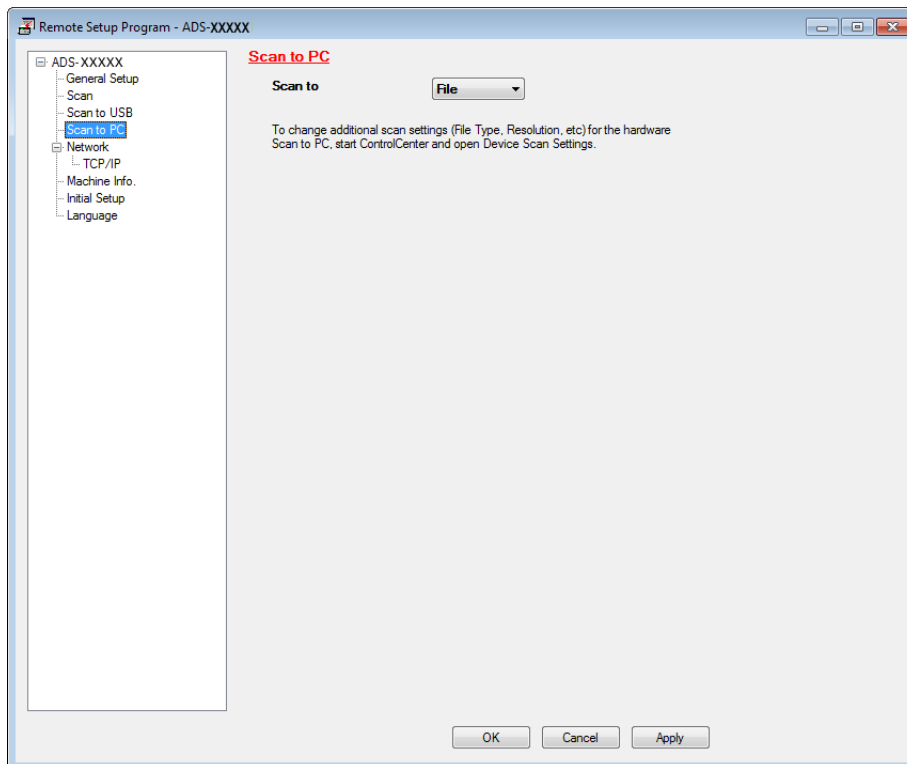 Remote Setup Program - ADS-XXXXX
ADS-XXXXX
General Setup
Scan
Scan to USB
Scan to PC
Network
TCP/IP
Machine Info.
Initial Setup
Language
Scan to PC
Scan to File
To change additional scan settings (File Type, Resolution, etc) for the hardware
Scan to PC, start ControlCenter and open Device Scan Settings.
OK Cancel Apply